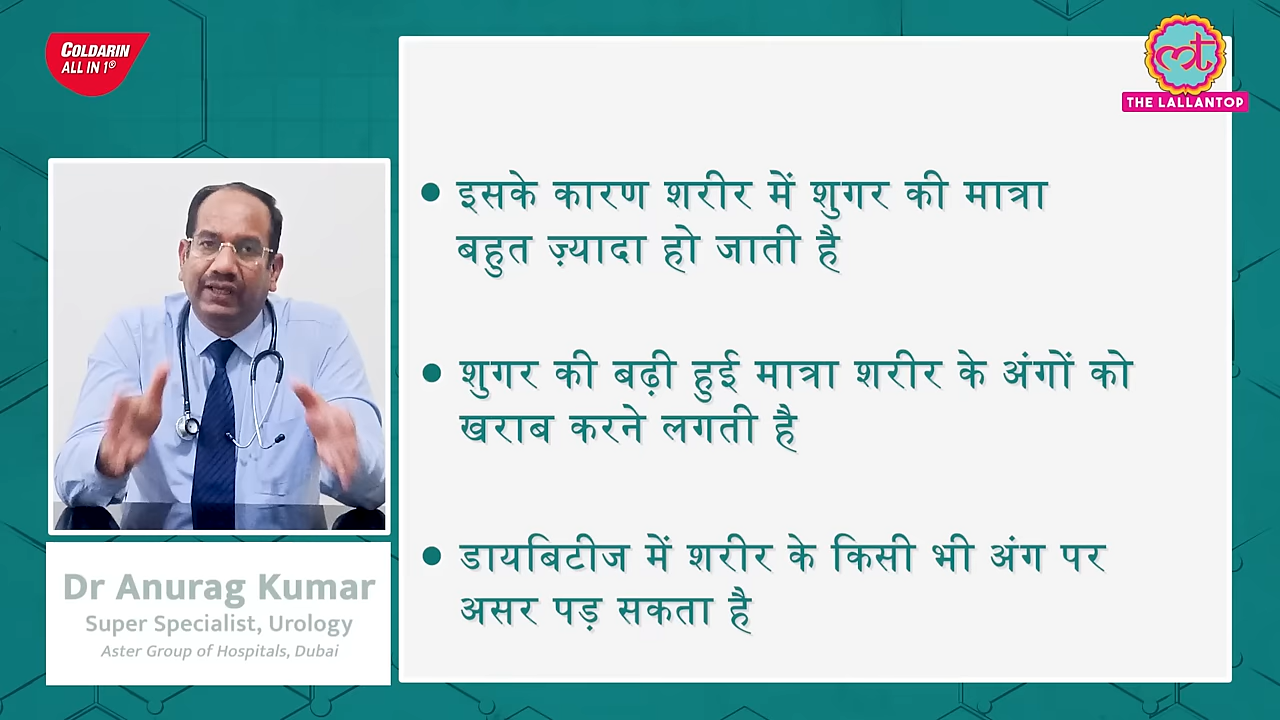 COLDARIN
ALL IN 1®
THE LALLANTOP
• इसके कारण शरीर में शुगर की मात्रा
बहुत ज़्यादा हो जाती है
• शुगर की बढ़ी हुई मात्रा शरीर के अंगों को
खराब करने लगती है
• डायबिटीज में शरीर के किसी भी अंग पर
असर पड़ सकता है
Dr Anurag Kumar
Super Specialist, Urology
Aster Group of Hospitals, Dubai